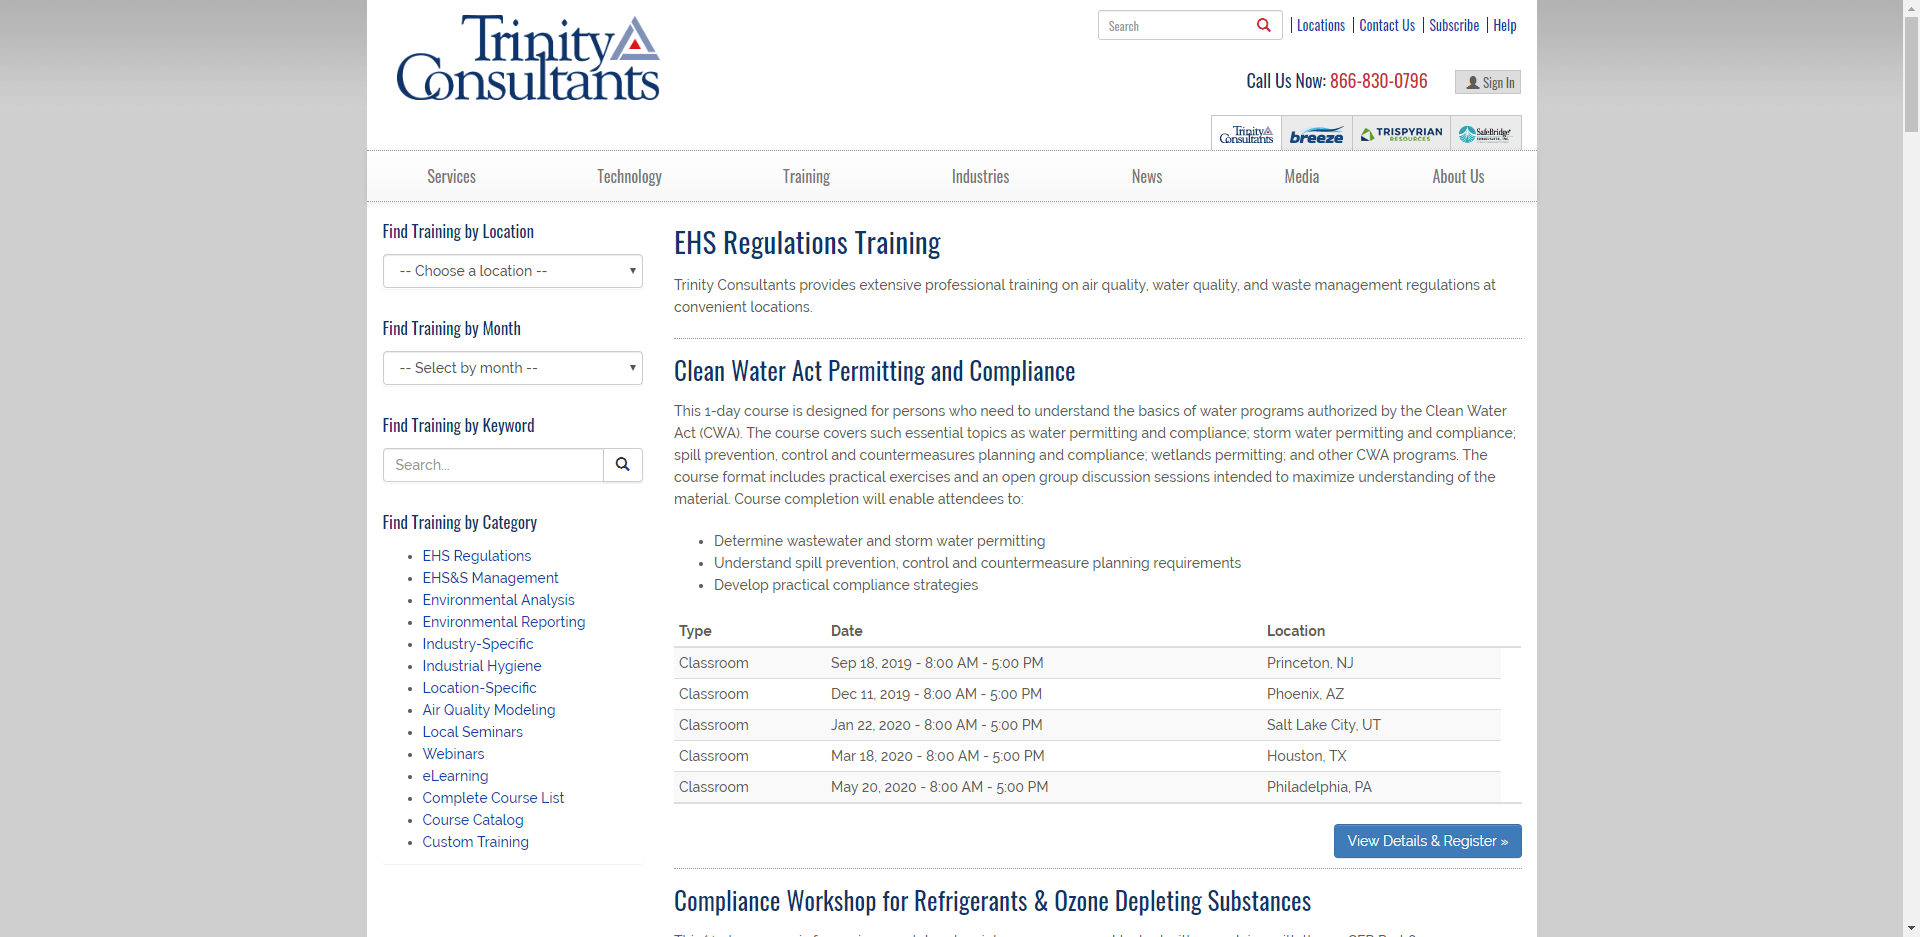 Trinity
Consultants
Search
Locations
Contact Us
Subscribe
Help
Call Us Now: 866-830-0796
Sign In
Trinity
Consultants
breeze
TRISPYRIAN
RESOURCES
SafeBridge
Services
Technology
Training
Industries
News
Media
About Us
Find Training by Location
-- Choose a location --
Find Training by Month
-- Select by month --
Find Training by Keyword
Search...
Find Training by Category
EHS Regulations
EHS&S Management
Environmental Analysis
Environmental Reporting
Industry-Specific
Industrial Hygiene
Location-Specific
Air Quality Modeling
Local Seminars
Webinars
eLearning
Complete Course List
Course Catalog
Custom Training
EHS Regulations Training
Trinity Consultants provides extensive professional training on air quality, water quality, and waste management regulations at
convenient locations.
Clean Water Act Permitting and Compliance
This 1-day course is designed for persons who need to understand the basics of water programs authorized by the Clean Water
Act (CWA). The course covers such essential topics as water permitting and compliance; storm water permitting and compliance;
spill prevention, control and countermeasures planning and compliance; wetlands permitting; and other CWA programs. The
course format includes practical exercises and an open group discussion sessions intended to maximize understanding of the
material. Course completion will enable attendees to:
Determine wastewater and storm water permitting
Understand spill prevention, control and countermeasure planning requirements
Develop practical compliance strategies
Type Date Location
Classroom Sep 18, 2019 - 8:00 AM - 5:00 PM Princeton, NJ
Classroom Dec 11, 2019 - 8:00 AM - 5:00 PM Phoenix, AZ
Classroom Jan 22, 2020 - 8:00 AM - 5:00 PM Salt Lake City, UT
Classroom Mar 18, 2020 - 8:00 AM - 5:00 PM Houston, TX
Classroom May 20, 2020 - 8:00 AM - 5:00 PM Philadelphia, PA
View Details & Register »
Compliance Workshop for Refrigerants & Ozone Depleting Substances